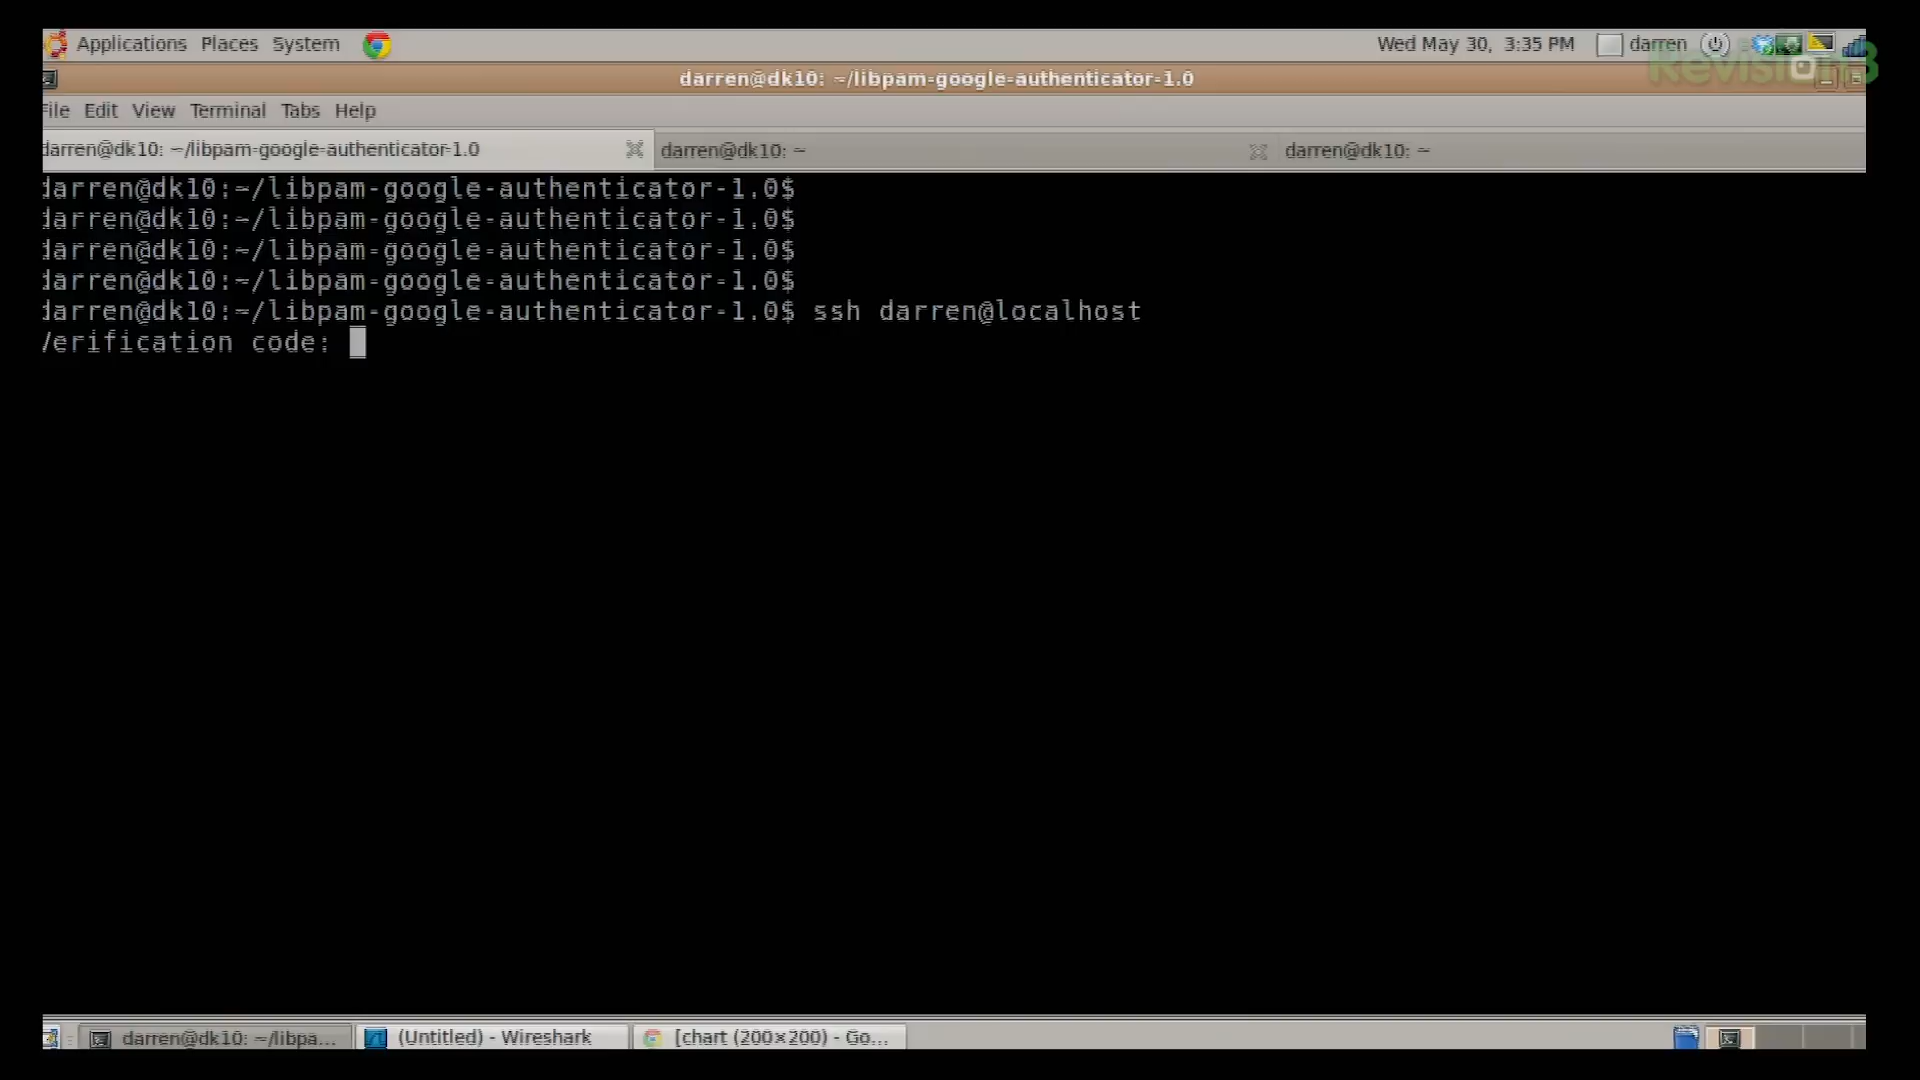 Applications Places System
Wed May 30, 3:35 PM darren
Revision3
darren@dk10: ~/libpam-google-authenticator-1.0
File Edit View Terminal Tabs Help
darren@dk10: ~/libpam-google-authenticator-1.0
darren@dk10: ~
darren@dk10: ~
darren@dk10:~/libpam-google-authenticator-1.0$
darren@dk10:~/libpam-google-authenticator-1.0$
darren@dk10:~/libpam-google-authenticator-1.0$
darren@dk10:~/libpam-google-authenticator-1.0$
darren@dk10:~/libpam-google-authenticator-1.0$ ssh darren@localhost
Verification code:
darren@dk10: ~/libpa...
(Untitled) - Wireshark
[chart (200×200) - Go...